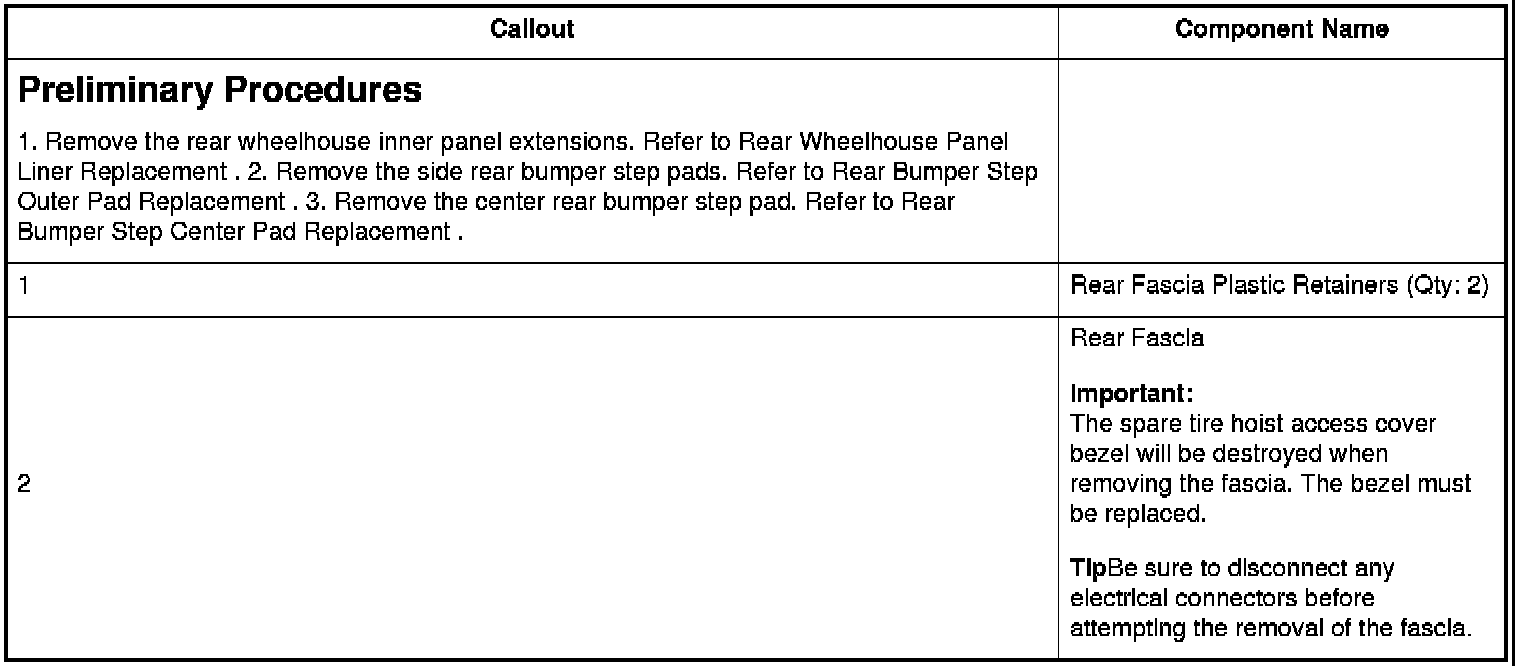 Callout
Component Name
Preliminary Procedures
1. Remove the rear wheelhouse inner panel extensions. Refer to Rear Wheelhouse Panel
Liner Replacement . 2. Remove the side rear bumper step pads. Refer to Rear Bumper Step
Outer Pad Replacement . 3. Remove the center rear bumper step pad. Refer to Rear
Bumper Step Center Pad Replacement .
1
Rear Fascia Plastic Retainers (Qty: 2)
2
Rear Fascia
Important:
The spare tire hoist access cover
bezel will be destroyed when
removing the fascia. The bezel must
be replaced.
TipBe sure to disconnect any
electrical connectors before
attempting the removal of the fascia.